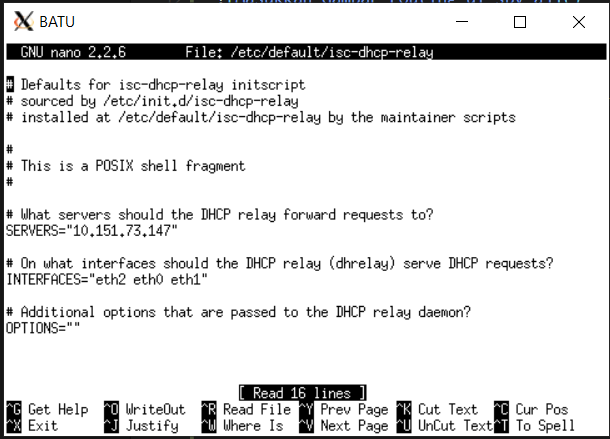 BATU
GNU nano 2.2.6 File: /etc/default/isc-dhcp-relay
# Defaults for isc-dhcp-relay initscript
# sourced by /etc/init.d/isc-dhcp-relay
# installed at /etc/default/isc-dhcp-relay by the maintainer scripts
#
# This is a POSIX shell fragment
#
# What servers should the DHCP relay forward requests to?
SERVERS="10.151.73.147"
# On what interfaces should the DHCP relay (dhrelay) serve DHCP requests?
INTERFACES="eth2 eth0 eth1"
# Additional options that are passed to the DHCP relay daemon?
OPTIONS=""
[ Read 16 lines ]
^G Get Help ^O WriteOut ^R Read File ^Y Prev Page ^K Cut Text ^C Cur Pos
^X Exit ^J Justify ^W Where Is ^V Next Page ^U UnCut Text ^T To Spell